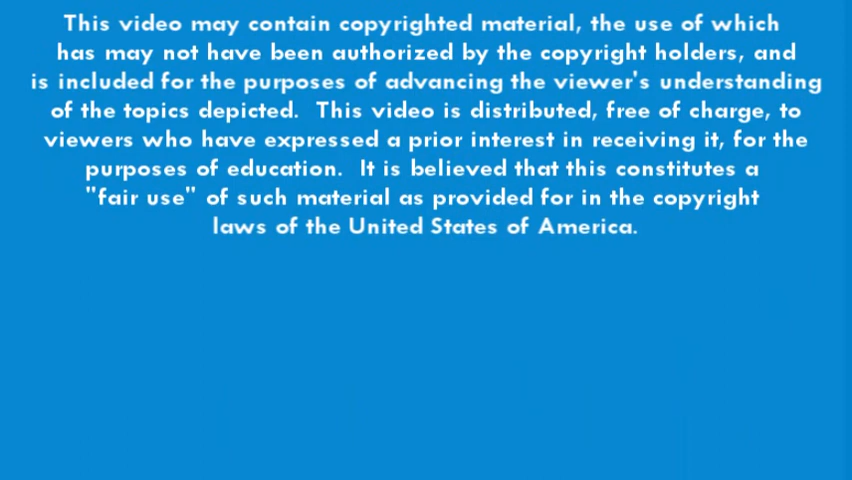 This video may contain copyrighted material, the use of which
has may not have been authorized by the copyright holders, and
is included for the purposes of advancing the viewer's understanding
of the topics depicted. This video is distributed, free of charge, to
viewers who have expressed a prior interest in receiving it, for the
purposes of education. It is believed that this constitutes a
"fair use" of such material as provided for in the copyright
laws of the United States of America.